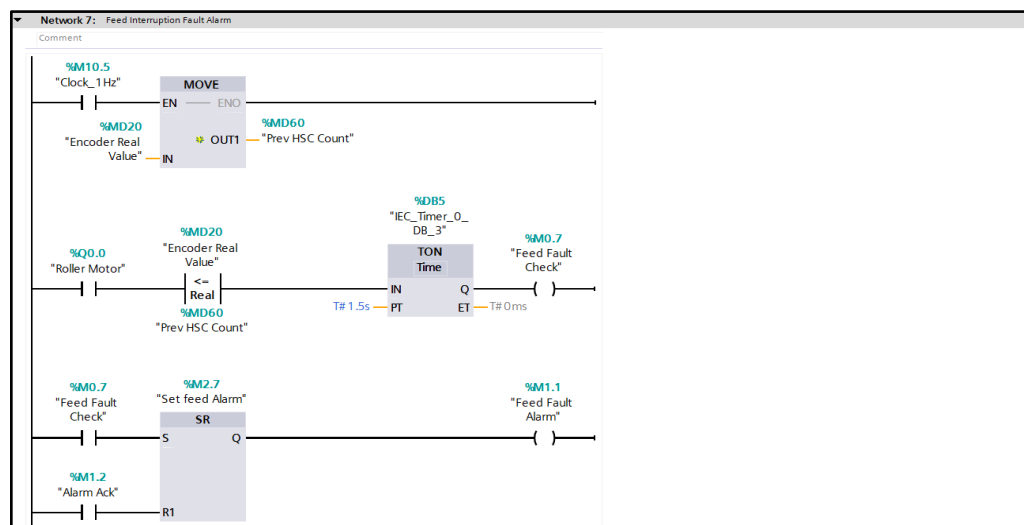 Network 7: Feed Interruption Fault Alarm
Comment
%M10.5
"Clock_1Hz"
MOVE
EN ENO
%MD20
"Encoder Real
Value"
IN
OUT1
%MD60
"Prev HSC Count"
%DB5
"IEC_Timer_0_
DB_3"
%Q0.0
"Roller Motor"
%MD20
"Encoder Real
Value"
<=
Real
%MD60
"Prev HSC Count"
TON
Time
IN Q
T#1.5s PT ET T#0ms
%M0.7
"Feed Fault
Check"
%M0.7
"Feed Fault
Check"
%M2.7
"Set feed Alarm"
SR
S Q
%M1.1
"Feed Fault
Alarm"
%M1.2
"Alarm Ack"
R1